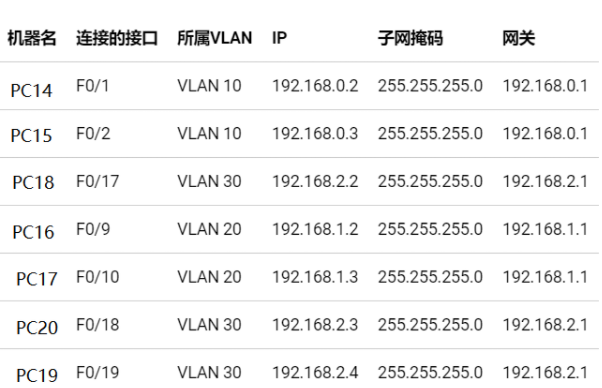 机器名 连接的接口 所属VLAN IP 子网掩码 网关
PC14 F0/1 VLAN 10 192.168.0.2 255.255.255.0 192.168.0.1
PC15 F0/2 VLAN 10 192.168.0.3 255.255.255.0 192.168.0.1
PC18 F0/17 VLAN 30 192.168.2.2 255.255.255.0 192.168.2.1
PC16 F0/9 VLAN 20 192.168.1.2 255.255.255.0 192.168.1.1
PC17 F0/10 VLAN 20 192.168.1.3 255.255.255.0 192.168.1.1
PC20 F0/18 VLAN 30 192.168.2.3 255.255.255.0 192.168.2.1
PC19 F0/19 VLAN 30 192.168.2.4 255.255.255.0 192.168.2.1